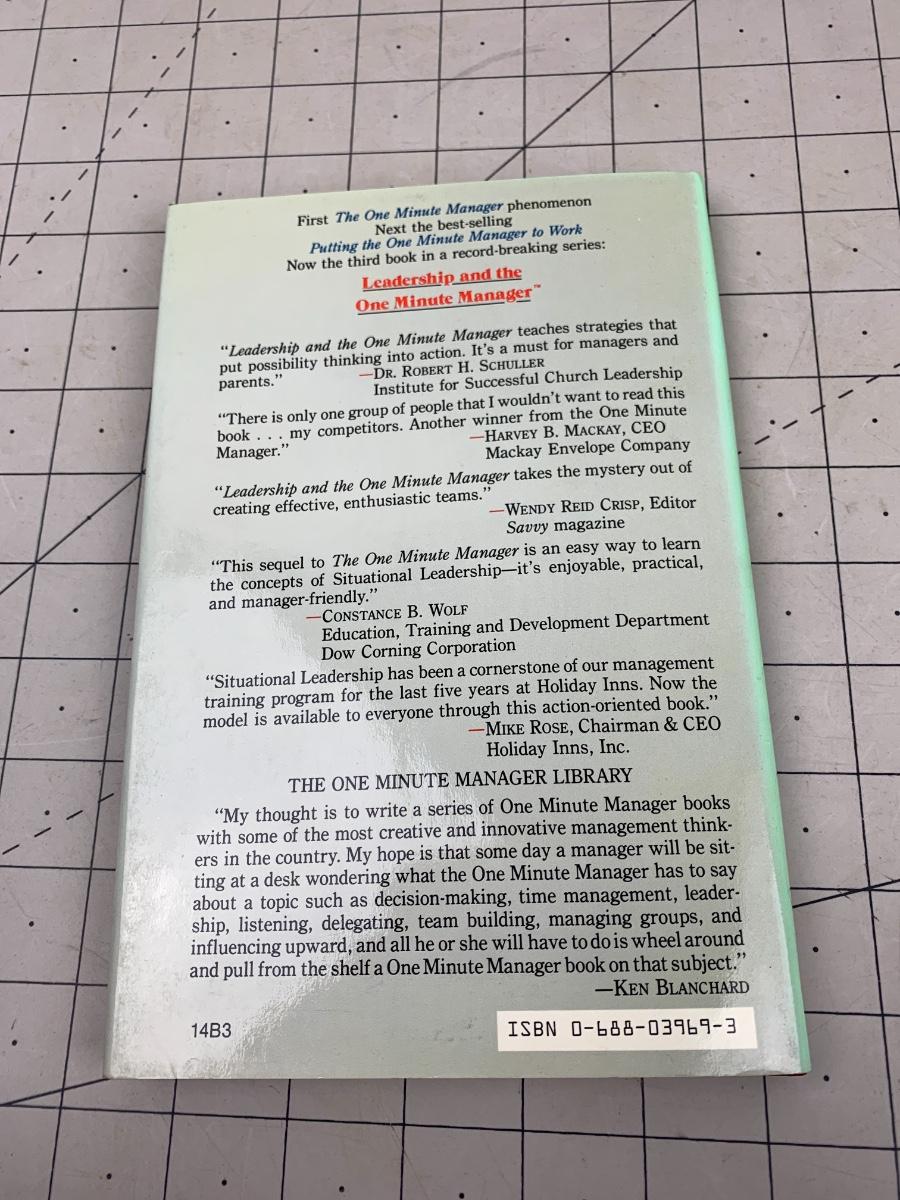 First The One Minute Manager phenomenon
Next the best-selling
Putting the One Minute Manager to Work
Now the third book in a record-breaking series:
Leadership and the
One Minute Manager™
“Leadership and the One Minute Manager teaches strategies that
put possibility thinking into action. It’s a must for managers and
parents.” —DR. ROBERT H. SCHULLER
Institute for Successful Church Leadership
“There is only one group of people that I wouldn’t want to read this
book . . . my competitors. Another winner from the One Minute
Manager.” —HARVEY B. MACKAY, CEO
Mackay Envelope Company
“Leadership and the One Minute Manager takes the mystery out of
creating effective, enthusiastic teams.”
—WENDY REID CRISP, Editor
Savvy magazine
“This sequel to The One Minute Manager is an easy way to learn
the concepts of Situational Leadership—it’s enjoyable, practical,
and manager-friendly.”
—CONSTANCE B. WOLF
Education, Training and Development Department
Dow Corning Corporation
“Situational Leadership has been a cornerstone of our management
training program for the last five years at Holiday Inns. Now the
model is available to everyone through this action-oriented book.”
—MIKE ROSE, Chairman & CEO
Holiday Inns, Inc.
THE ONE MINUTE MANAGER LIBRARY
“My thought is to write a series of One Minute Manager books
with some of the most creative and innovative management think-
ers in the country. My hope is that some day a manager will be sit-
ting at a desk wondering what the One Minute Manager has to say
about a topic such as decision-making, time management, leader-
ship, listening, delegating, team building, managing groups, and
influencing upward, and all he or she will have to do is wheel around
and pull from the shelf a One Minute Manager book on that subject.”
—KEN BLANCHARD
14B3
ISBN 0-688-03969-3